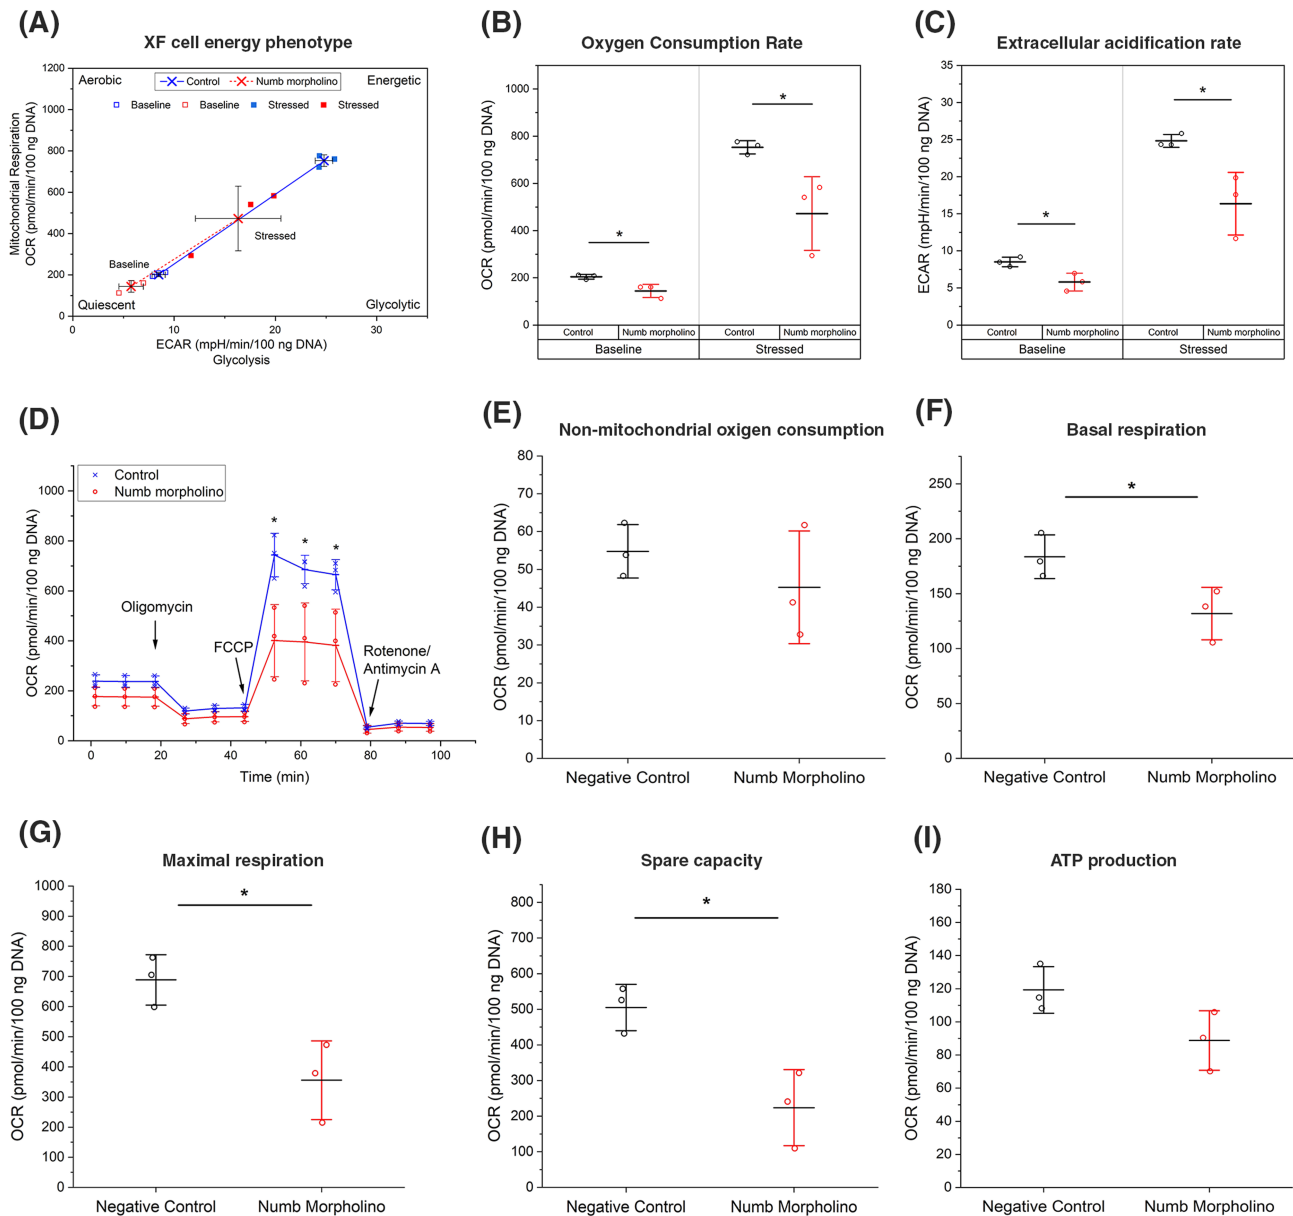 (A)
XF cell energy phenotype
Aerobic
Energetic
Control
Numb morpholino
Baseline
Baseline
Stressed
Stressed
Mitochondrial Respiration
OCR (pmol/min/100 ng DNA)
1200
1000
800
600
400
200
0
Stressed
Baseline
Quiescent
Glycolytic
0
10
20
30
ECAR (mpH/min/100 ng DNA)
Glycolysis
(B)
Oxygen Consumption Rate
OCR (pmol/min/100 ng DNA)
1000
800
600
400
200
0
*
*
Control
Numb morpholino
Control
Numb morpholino
Baseline
Stressed
(C)
Extracellular acidification rate
ECAR (mpH/min/100 ng DNA)
35
30
25
20
15
10
5
0
*
*
Control
Numb morpholino
Control
Numb morpholino
Baseline
Stressed
(D)
Control
Numb morpholino
OCR (pmol/min/100 ng DNA)
1000
800
600
400
200
0
*
*
*
Oligomycin
FCCP
Rotenone/
Antimycin A
0
20
40
60
80
100
Time (min)
(E)
Non-mitochondrial oxigen consumption
OCR (pmol/min/100 ng DNA)
80
70
60
50
40
30
20
10
0
Negative Control
Numb Morpholino
(F)
Basal respiration
OCR (pmol/min/100 ng DNA)
250
200
150
100
50
0
*
Negative Control
Numb Morpholino
(G)
Maximal respiration
OCR (pmol/min/100 ng DNA)
1000
900
800
700
600
500
400
300
200
100
0
*
Negative Control
Numb Morpholino
(H)
Spare capacity
OCR (pmol/min/100 ng DNA)
800
700
600
500
400
300
200
100
0
*
Negative Control
Numb Morpholino
(I)
ATP production
OCR (pmol/min/100 ng DNA)
180
160
140
120
100
80
60
40
20
0
Negative Control
Numb Morpholino